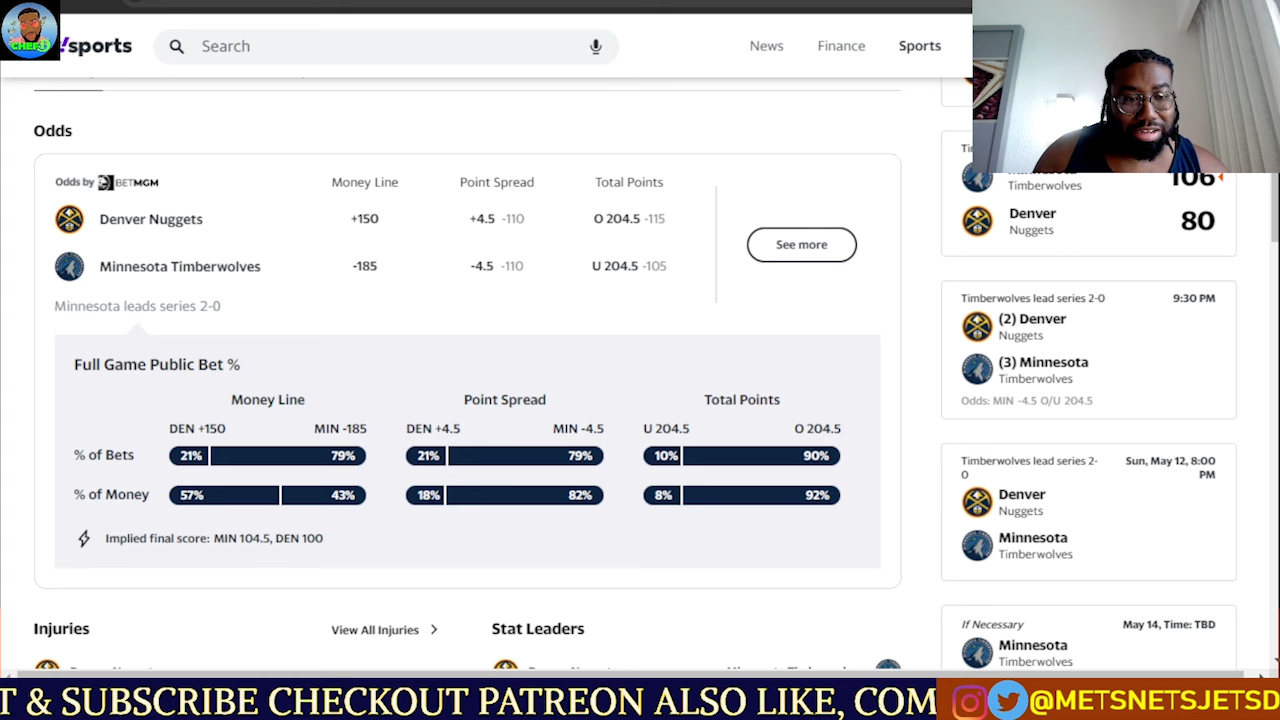 CHEF J
!sports
Search
News
Finance
Sports
Odds
Odds by BETMGM
Money Line
Point Spread
Total Points
Denver Nuggets
+150
+4.5 -110
O 204.5 -115
Minnesota Timberwolves
-185
-4.5 -110
U 204.5 -105
See more
Minnesota leads series 2-0
Full Game Public Bet %
Money Line
Point Spread
Total Points
DEN +150
MIN -185
DEN +4.5
MIN -4.5
U 204.5
O 204.5
% of Bets
21%
79%
21%
79%
10%
90%
% of Money
57%
43%
18%
82%
8%
92%
Implied final score: MIN 104.5, DEN 100
Injuries
View All Injuries
Stat Leaders
Timberwolves
106
Denver
Nuggets
80
Timberwolves lead series 2-0
9:30 PM
(2) Denver
Nuggets
(3) Minnesota
Timberwolves
Odds: MIN -4.5 O/U 204.5
Timberwolves lead series 2-
0
Sun, May 12, 8:00
PM
Denver
Nuggets
Minnesota
Timberwolves
If Necessary
May 14, Time: TBD
Minnesota
Timberwolves
T & SUBSCRIBE CHECKOUT PATREON ALSO LIKE, COM
@METSNETSJETSD